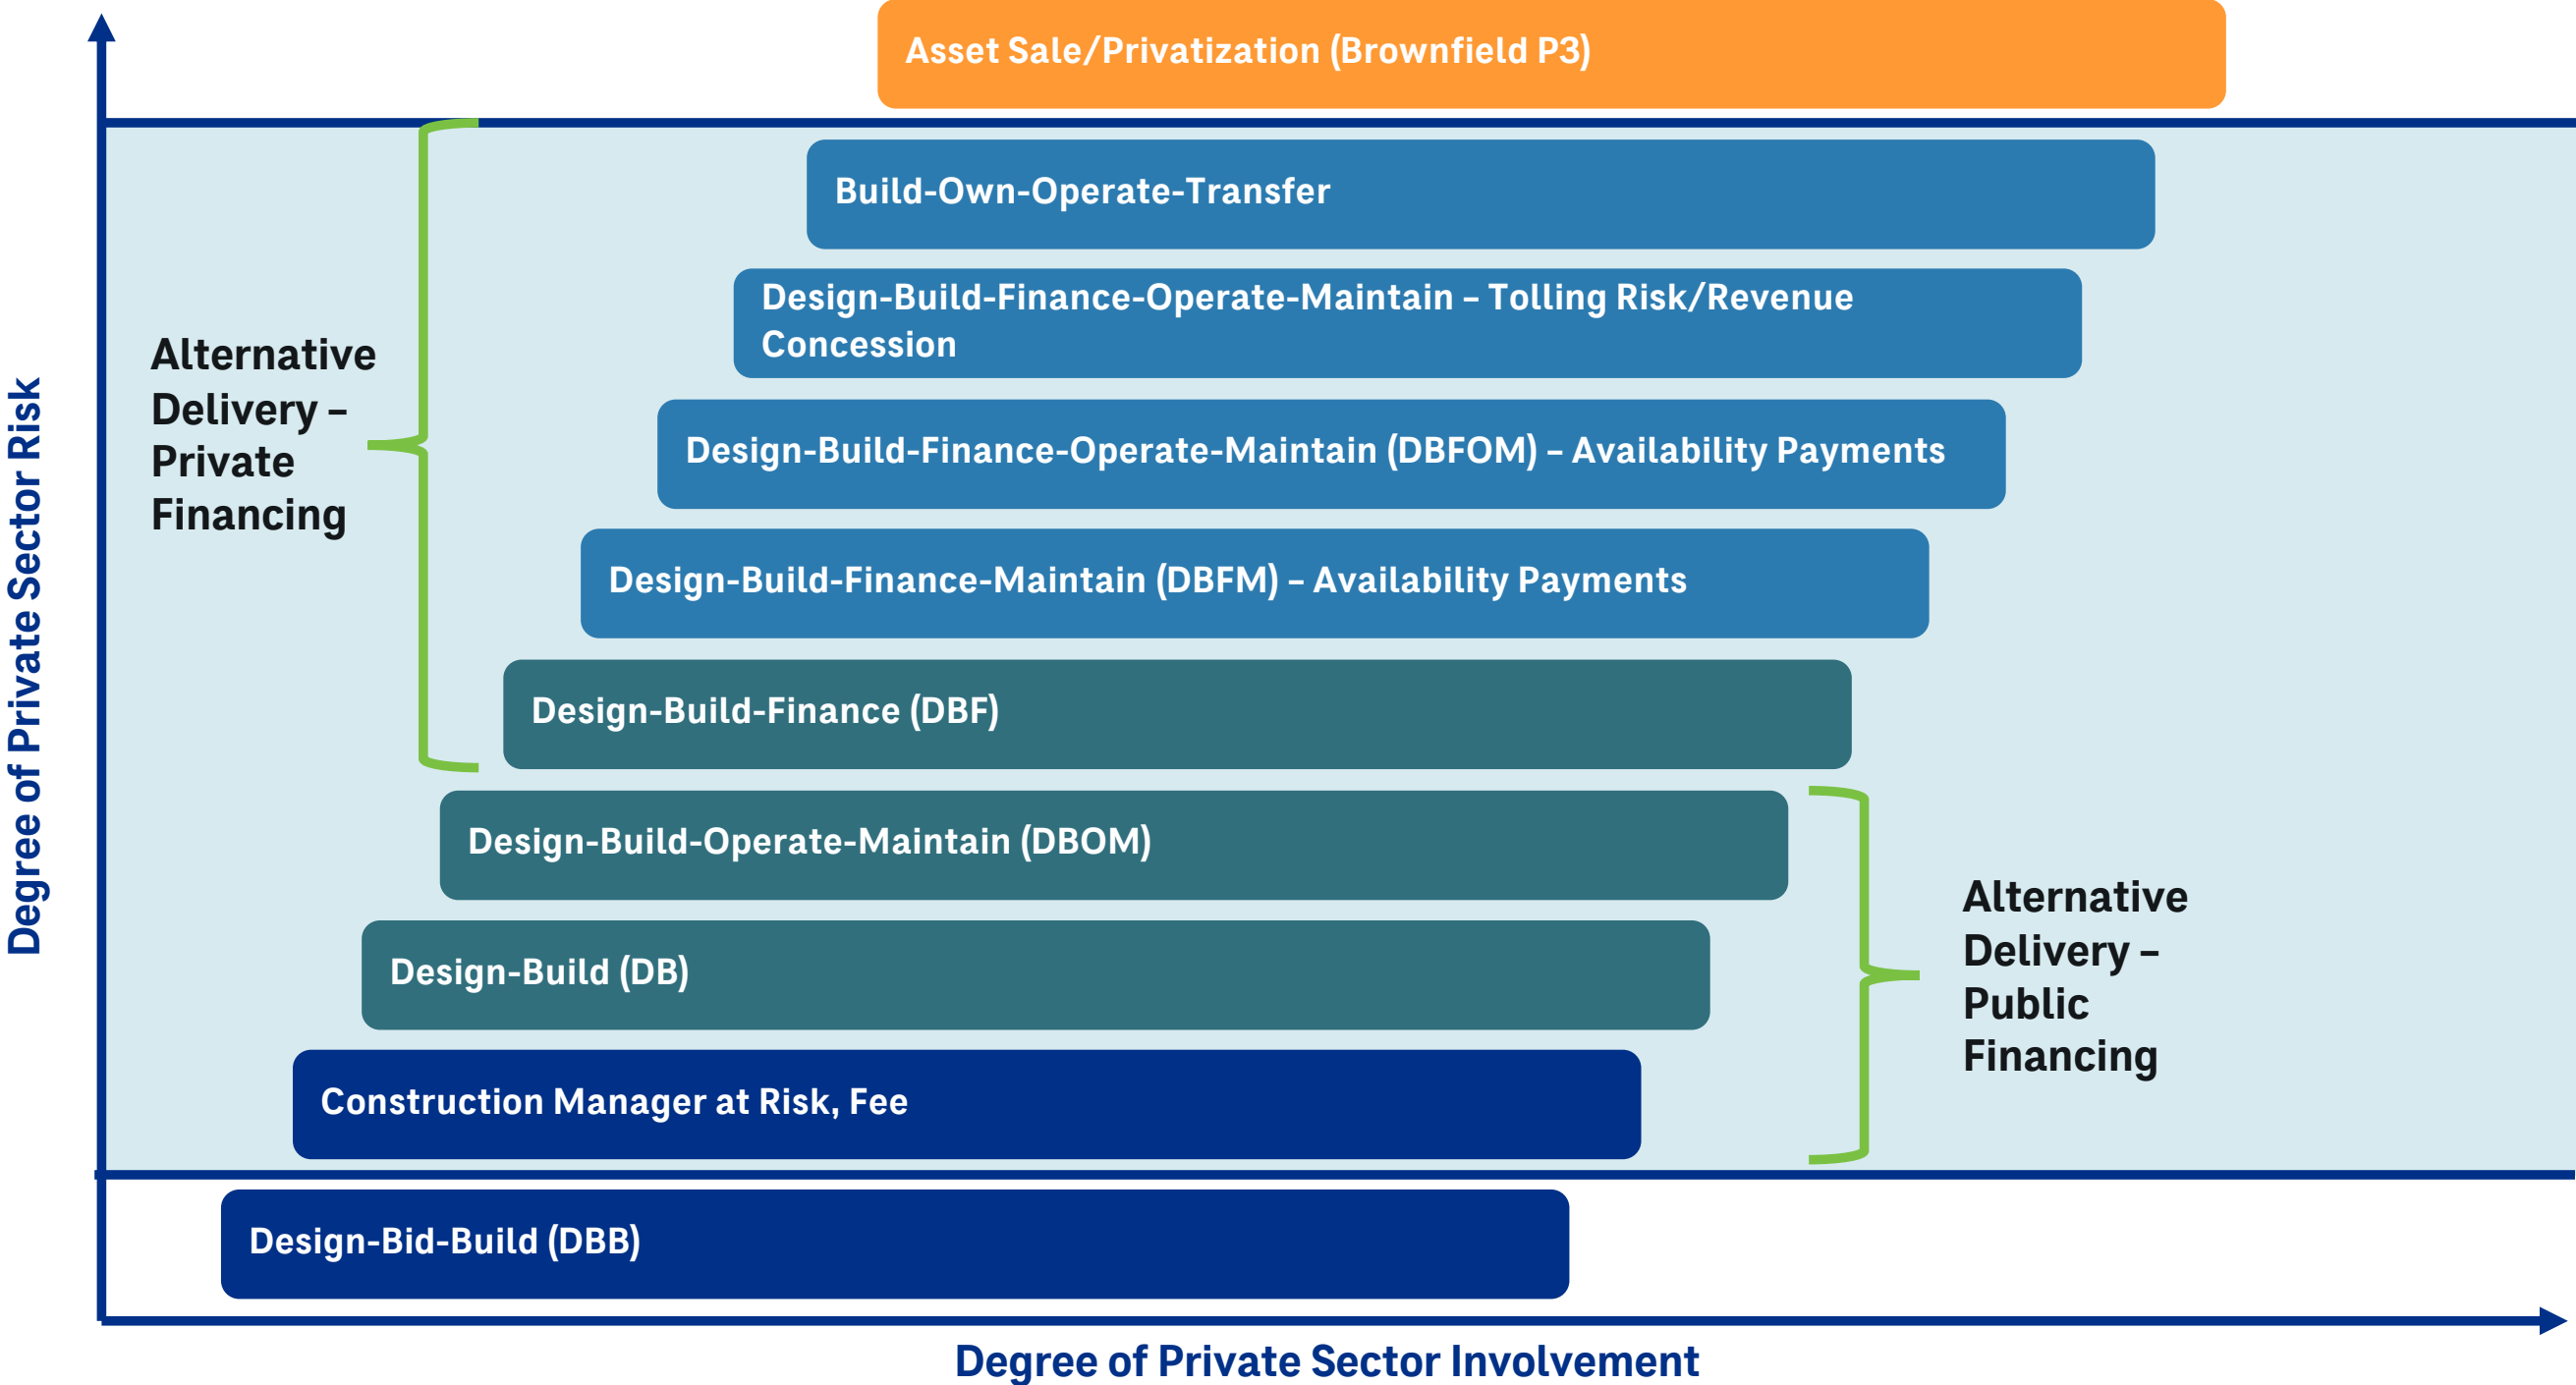 Asset Sale/Privatization (Brownfield P3)
Build-Own-Operate-Transfer
Design-Build-Finance-Operate-Maintain – Tolling Risk/Revenue
Concession
Design-Build-Finance-Operate-Maintain (DBFOM) – Availability Payments
Design-Build-Finance-Maintain (DBFM) – Availability Payments
Design-Build-Finance (DBF)
Design-Build-Operate-Maintain (DBOM)
Design-Build (DB)
Construction Manager at Risk, Fee
Design-Bid-Build (DBB)
Alternative
Delivery –
Private
Financing
Alternative
Delivery –
Public
Financing
Degree of Private Sector Risk
Degree of Private Sector Involvement